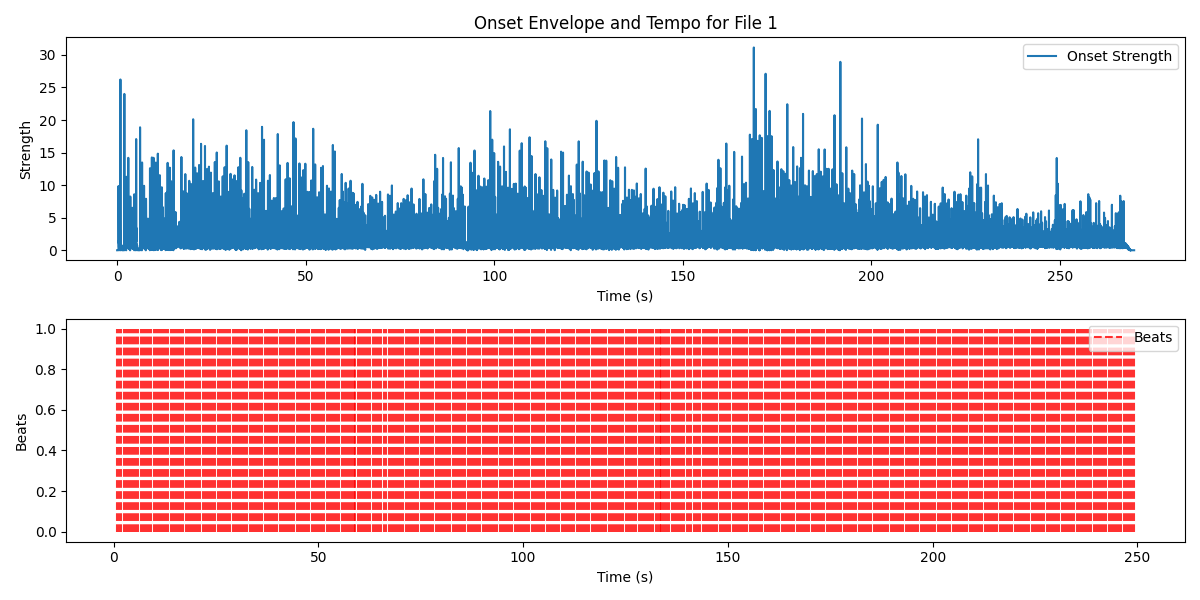 Onset Envelope and Tempo for File 1
Strength
30
25
20
15
10
5
0
Onset Strength
0 50 100 150 200 250
Time (s)
Beats
1.0
0.8
0.6
0.4
0.2
0.0
Beats
0 50 100 150 200 250
Time (s)